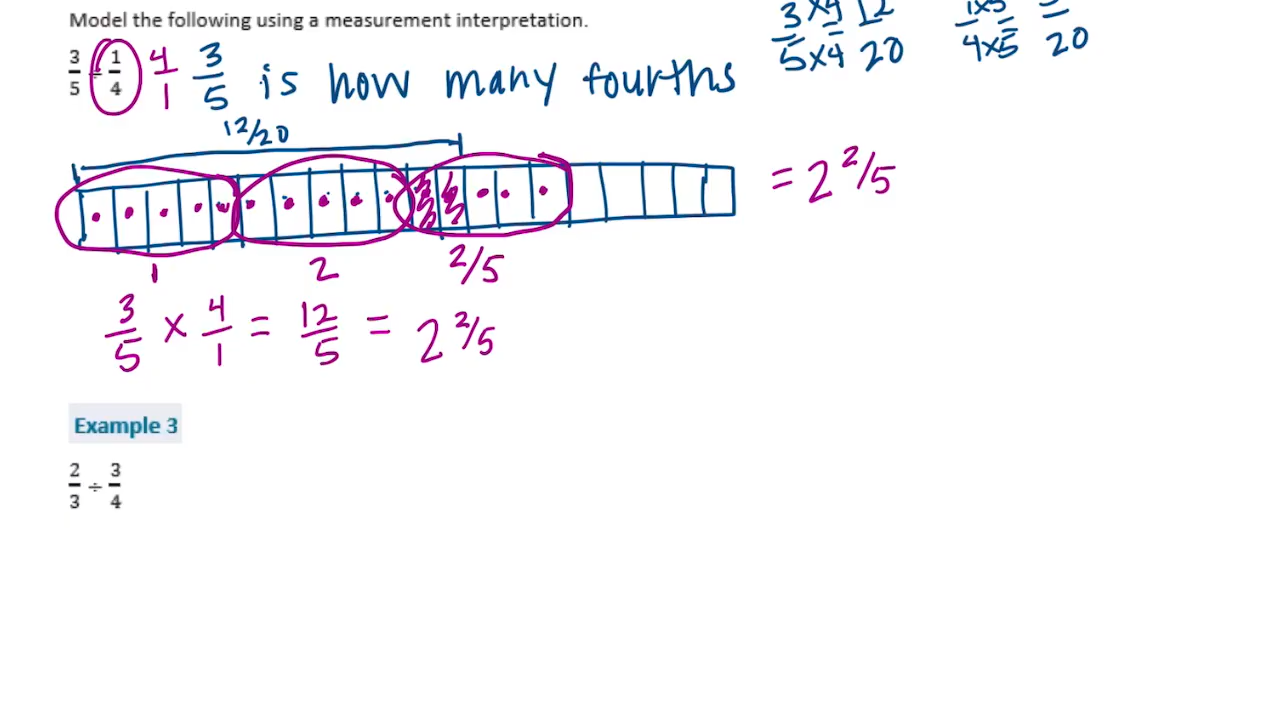 Model the following using a measurement interpretation.
3/5 ÷ 1/4 4/1 3/5 is how many fourths
3/5 ×4/×4 12/20 1×5/4×5 = /20
12/20
= 2 2/5
1 2 2/5
3/5 × 4/1 = 12/5 = 2 2/5
Example 3
2/3 ÷ 3/4